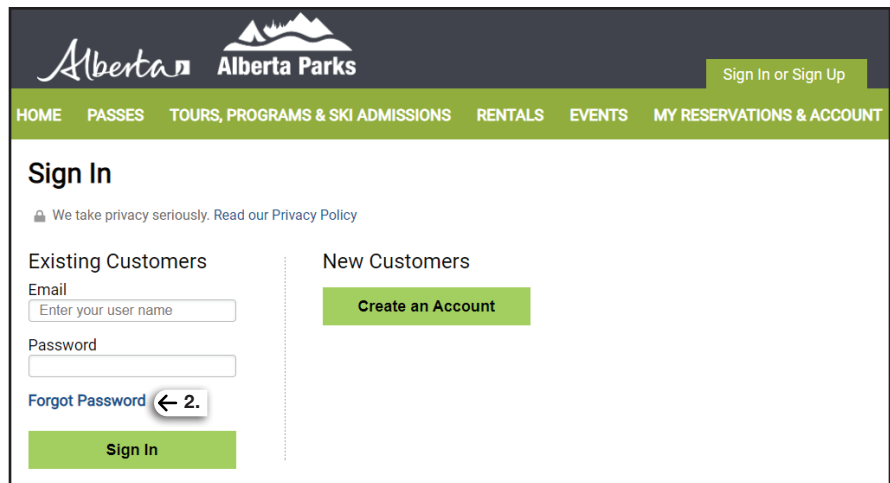 Alberta
Alberta Parks
Sign In or Sign Up
HOME PASSES TOURS, PROGRAMS & SKI ADMISSIONS RENTALS EVENTS MY RESERVATIONS & ACCOUNT
Sign In
We take privacy seriously. Read our Privacy Policy
Existing Customers
Email
Enter your user name
Password
Forgot Password ← 2.
Sign In
New Customers
Create an Account